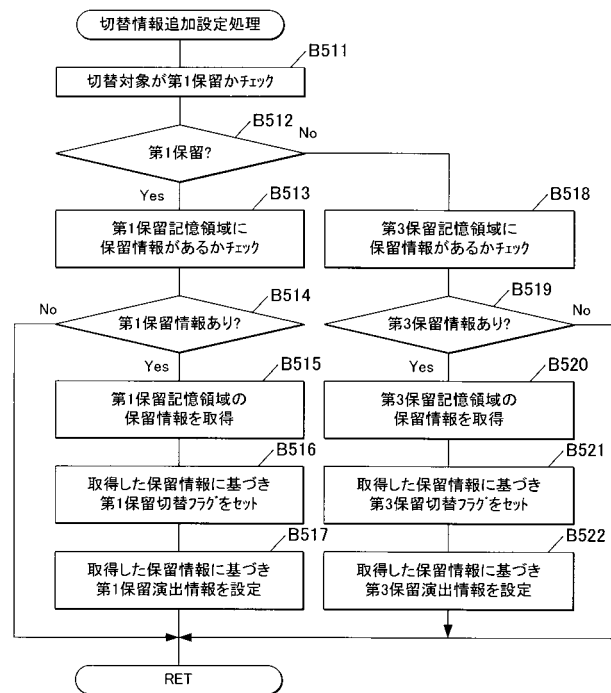 切替情報追加設定処理
B511
切替対象が第1保留かチェック
B512
第1保留?
No
Yes
B513
第1保留記憶領域に
保留情報があるかチェック
B518
第3保留記憶領域に
保留情報があるかチェック
B514
No
第1保留情報あり?
Yes
B519
第3保留情報あり?
No
Yes
B515
第1保留記憶領域の
保留情報を取得
B520
第3保留記憶領域の
保留情報を取得
B516
取得した保留情報に基づき
第1保留切替フラグをセット
B521
取得した保留情報に基づき
第3保留切替フラグをセット
B517
取得した保留情報に基づき
第1保留演出情報を設定
B522
取得した保留情報に基づき
第3保留演出情報を設定
RET